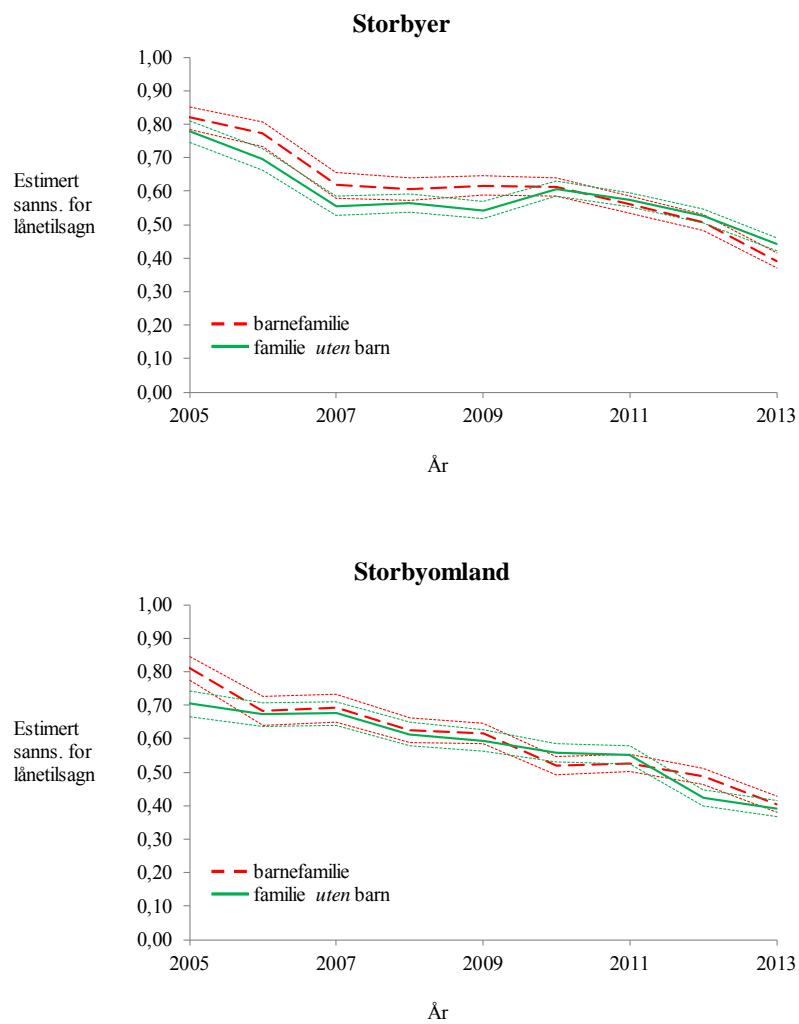 Storbyer
1,00
0,90
0,80
0,70
0,60
0,50
0,40
0,30
0,20
0,10
0,00
Estimert
sanns. for
lånetilsagn
barnefamilie
familie uten barn
2005 2007 2009 2011 2013
År
Storbyomland
1,00
0,90
0,80
0,70
0,60
0,50
0,40
0,30
0,20
0,10
0,00
Estimert
sanns. for
lånetilsagn
barnefamilie
familie uten barn
2005 2007 2009 2011 2013
År